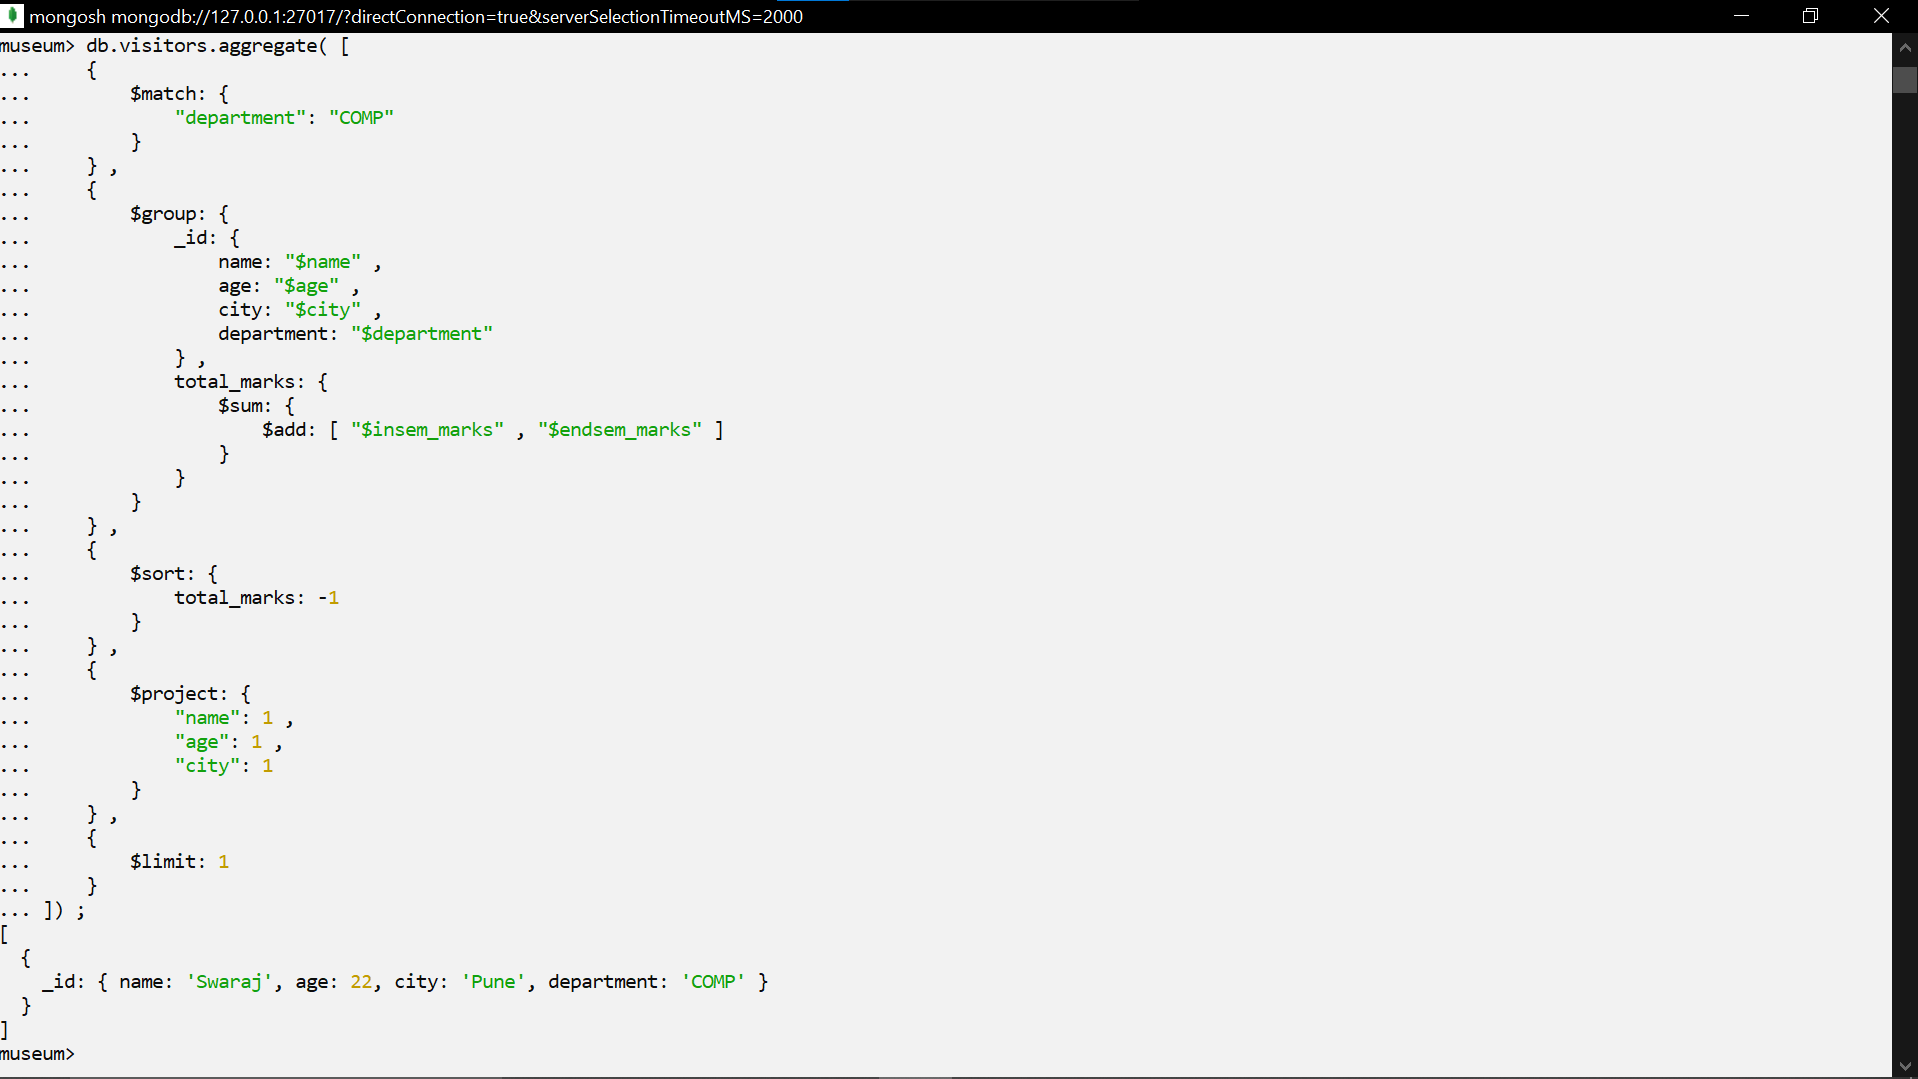 mongosh mongodb://127.0.0.1:27017/?directConnection=true&serverSelectionTimeoutMS=2000
museum> db.visitors.aggregate( [
...     {
...         $match: {
...             "department": "COMP"
...         }
...     } ,
...     {
...         $group: {
...             _id: {
...                 name: "$name" ,
...                 age: "$age" ,
...                 city: "$city" ,
...                 department: "$department"
...             } ,
...             total_marks: {
...                 $sum: {
...                     $add: [ "$insem_marks" , "$endsem_marks" ]
...                 }
...             }
...         }
...     } ,
...     {
...         $sort: {
...             total_marks: -1
...         }
...     } ,
...     {
...         $project: {
...             "name": 1 ,
...             "age": 1 ,
...             "city": 1
...         }
...     } ,
...     {
...         $limit: 1
...     }
... ]) ;
[
  {
    _id: { name: 'Swaraj', age: 22, city: 'Pune', department: 'COMP' }
  }
]
museum>